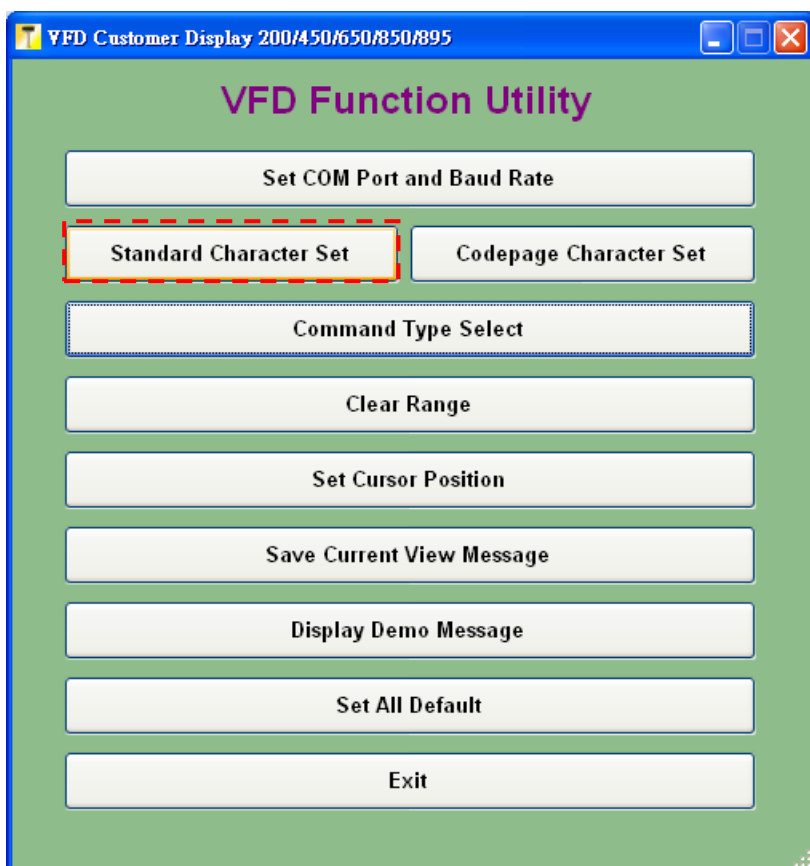 VFD Customer Display 200/450/650/850/895
VFD Function Utility
Set COM Port and Baud Rate
Standard Character Set Codepage Character Set
Command Type Select
Clear Range
Set Cursor Position
Save Current View Message
Display Demo Message
Set All Default
Exit